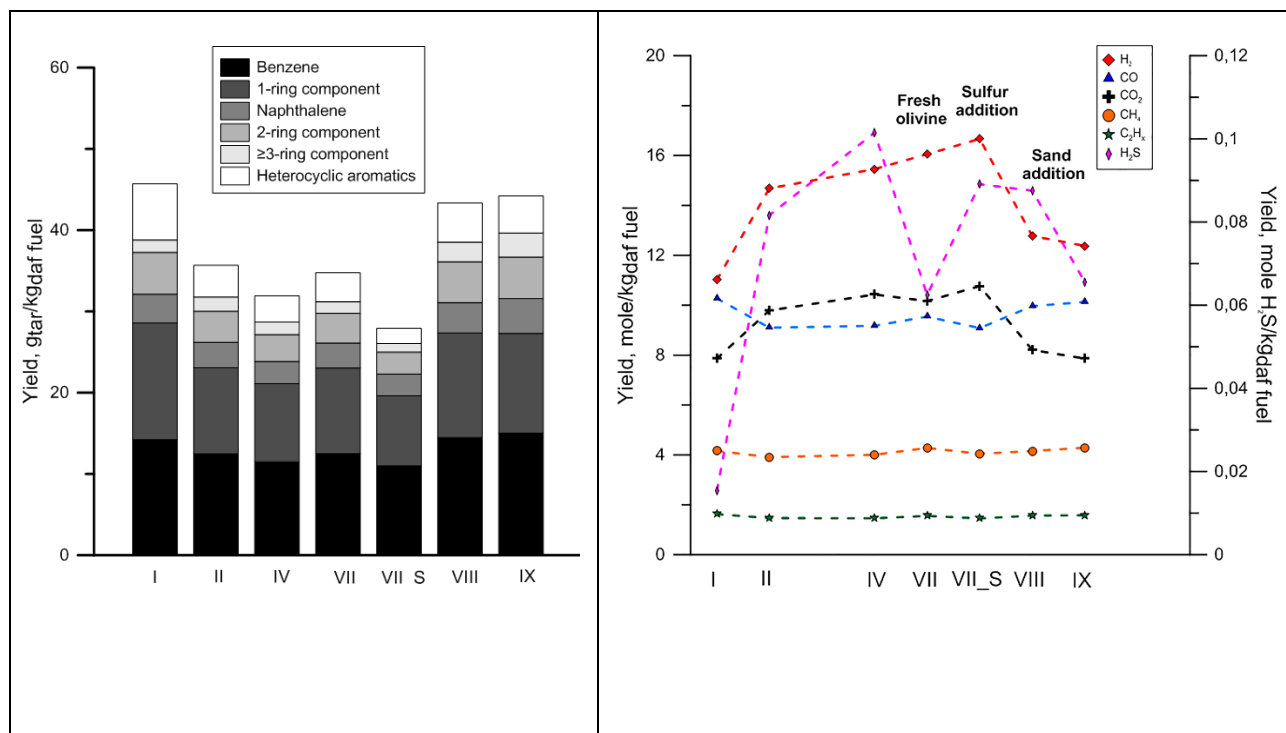 60
40
20
0
Yield, gtar/kgdaf fuel
Benzene
1-ring component
Naphthalene
2-ring component
≥3-ring component
Heterocyclic aromatics
I II IV VII VII S VIII IX
20
16
12
8
4
0
Yield, mole/kgdaf fuel
Fresh
olivine
Sulfur
addition
Sand
addition
H₂
CO
CO₂
CH₄
C₂Hₓ
H₂S
0,12
0,1
0,08
0,06
0,04
0,02
0
Yield, mole H₂S/kgdaf fuel
I II IV VII VII_S VIII IX